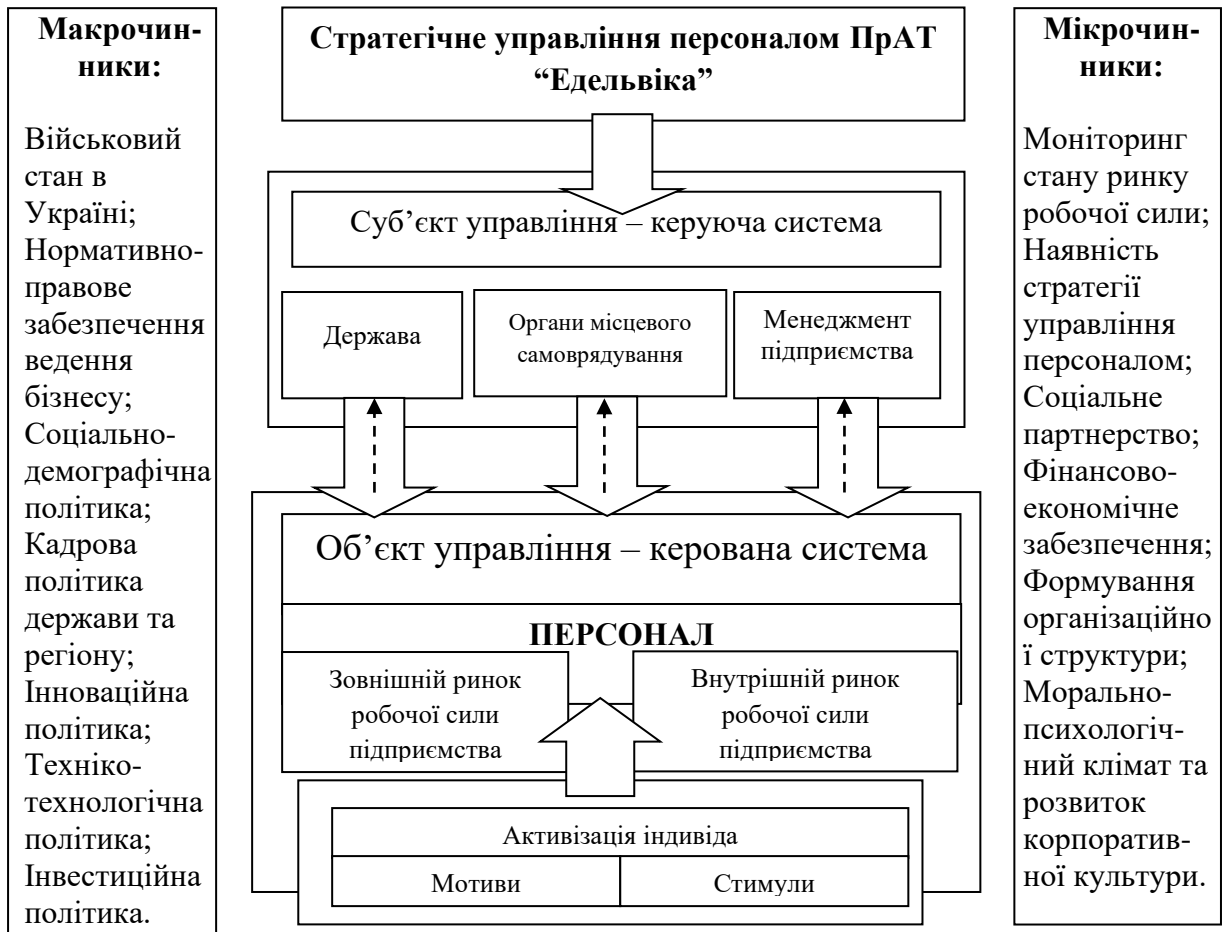 Макрочин-
ники:
Військовий
стан в
Україні;
Нормативно-
правове
забезпечення
ведення
бізнесу;
Соціально-
демографічна
політика;
Кадрова
політика
держави та
регіону;
Інноваційна
політика;
Техніко-
технологічна
політика;
Інвестиційна
політика.
Стратегічне управління персоналом ПрАТ
“Едельвіка”
Суб’єкт управління – керуюча система
Держава
Органи місцевого
самоврядування
Менеджмент
підприємства
Об’єкт управління – керована система
ПЕРСОНАЛ
Зовнішній ринок
робочої сили
підприємства
Внутрішній ринок
робочої сили
підприємства
Активізація індивіда
Мотиви
Стимули
Мікрочин-
ники:
Моніторинг
стану ринку
робочої сили;
Наявність
стратегії
управління
персоналом;
Соціальне
партнерство;
Фінансово-
економічне
забезпечення;
Формування
організаційно
ї структури;
Морально-
психологіч-
ний клімат та
розвиток
корпоратив-
ної культури.